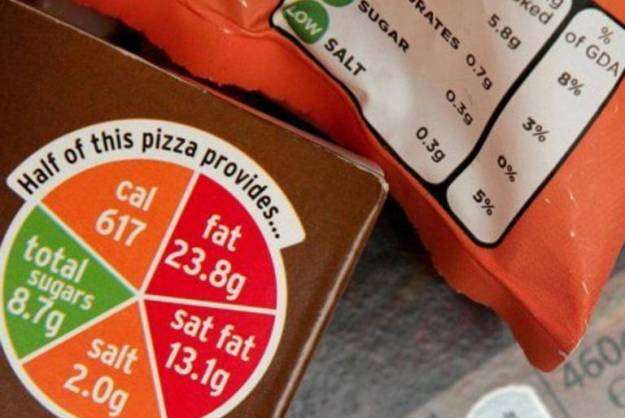 Half of this pizza provides...
cal
617
fat
23.8g
total
sugars
8.7g
sat fat
13.1g
salt
2.0g
LOW
SUGAR
SALT
5.8g
0.7g
0.3g
0.3g
%
of GDA
8%
3%
0%
5%